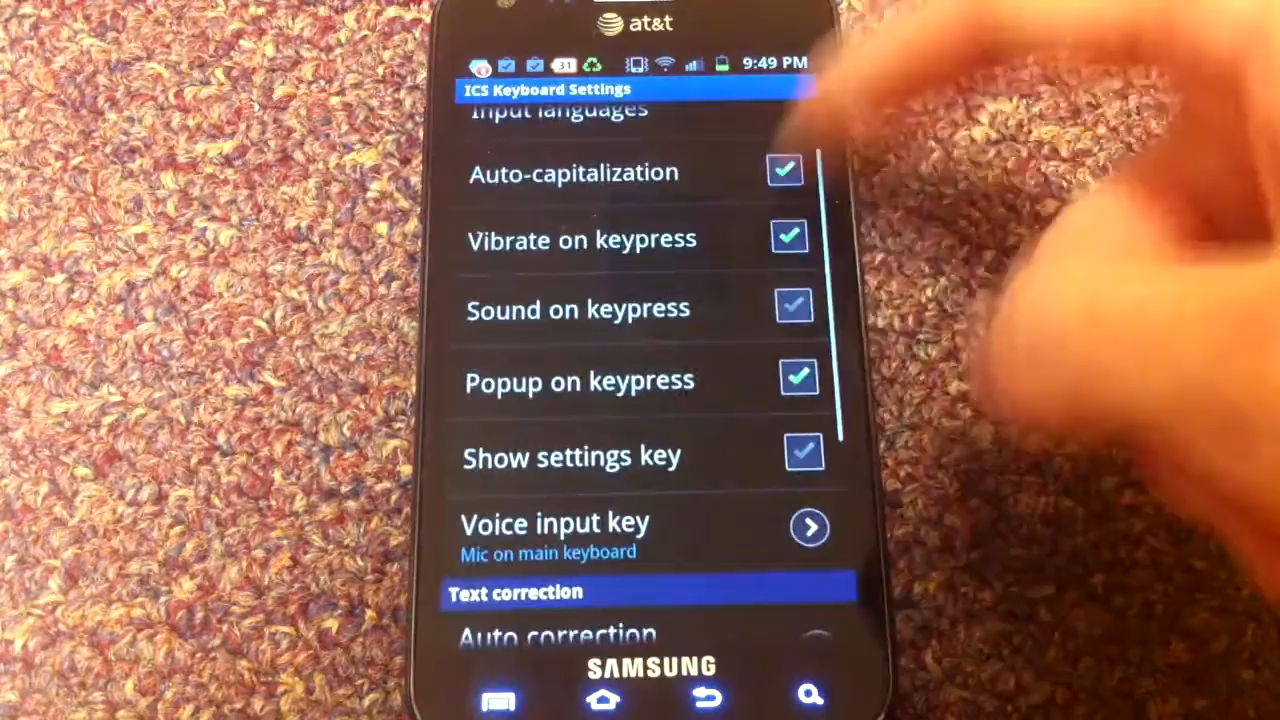 at&t
31 9:49 PM
ICS Keyboard Settings
Input languages
Auto-capitalization
Vibrate on keypress
Sound on keypress
Popup on keypress
Show settings key
Voice input key
Mic on main keyboard
Text correction
Auto correction
SAMSUNG